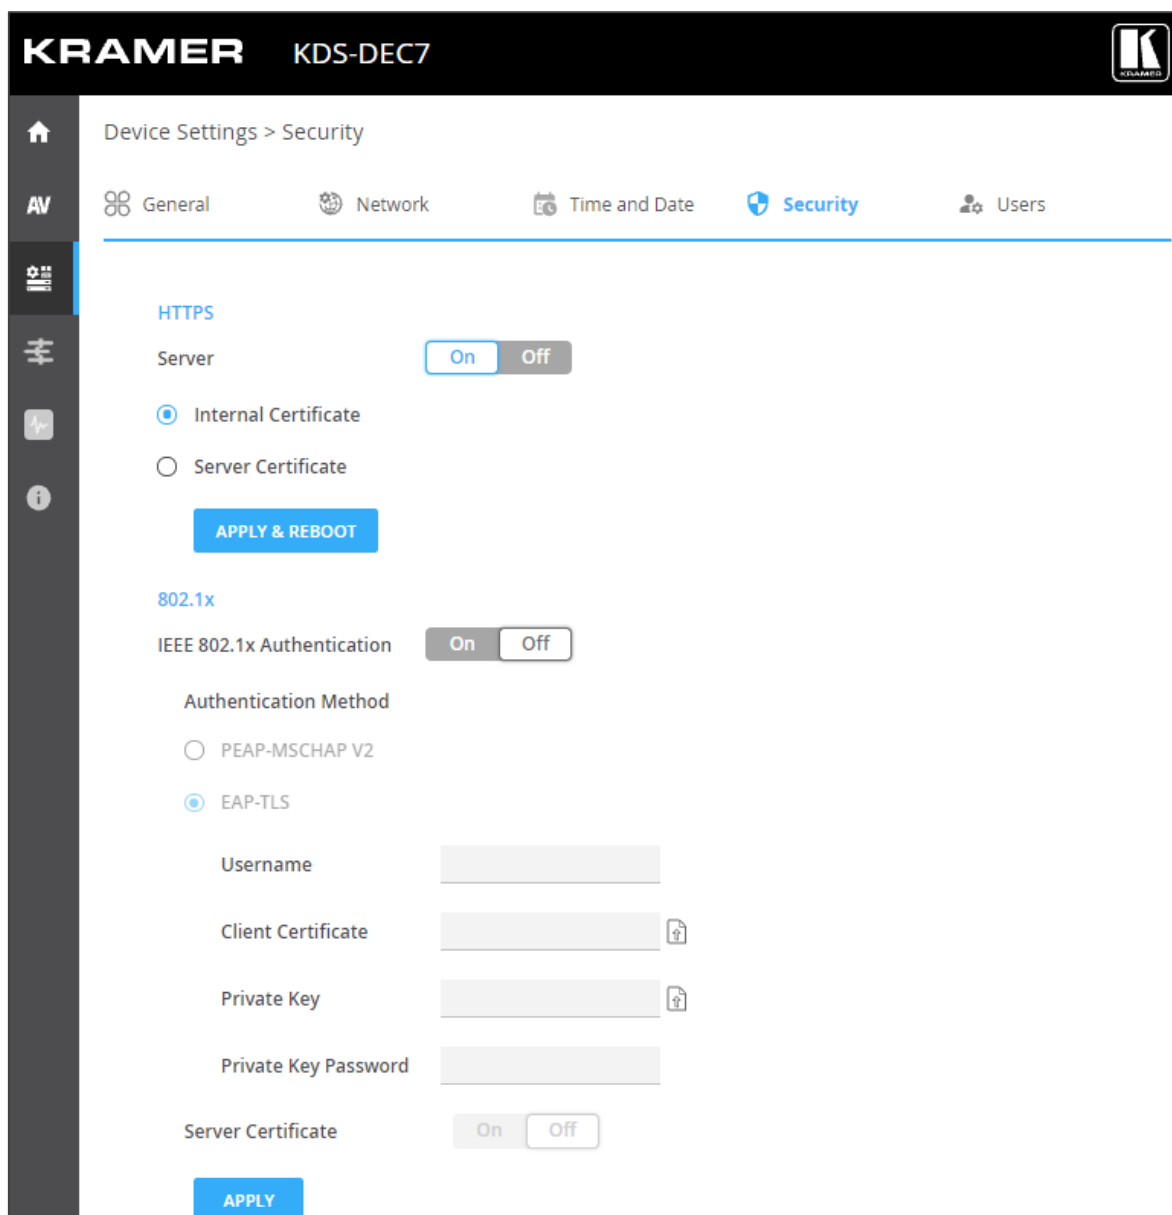 KRAMER KDS-DEC7
KRAMER
Device Settings > Security
AV General Network Time and Date Security Users
HTTPS
Server On Off
Internal Certificate
Server Certificate
APPLY & REBOOT
802.1x
IEEE 802.1x Authentication On Off
Authentication Method
PEAP-MSCHAP V2
EAP-TLS
Username
Client Certificate
Private Key
Private Key Password
Server Certificate On Off
APPLY